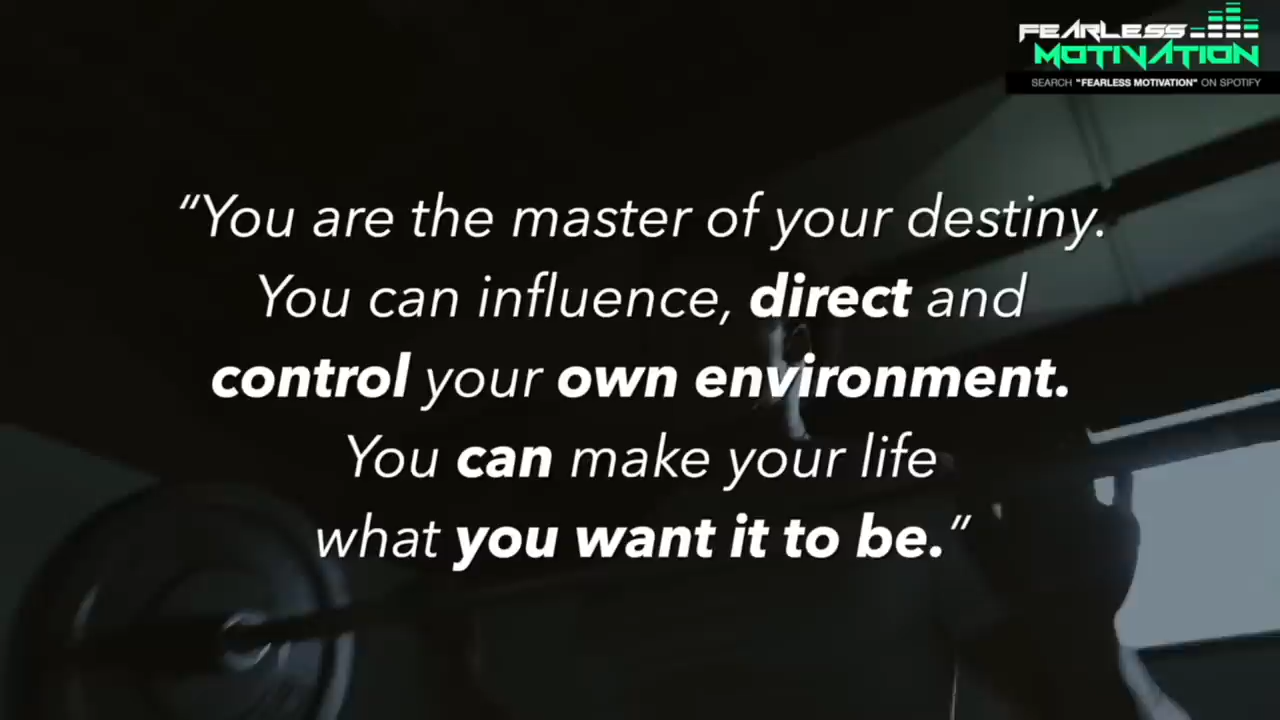 FEARLESS
MOTIVATION
SEARCH "FEARLESS MOTIVATION" ON SPOTIFY
“You are the master of your destiny.
You can influence, direct and
control your own environment.
You can make your life
what you want it to be.”